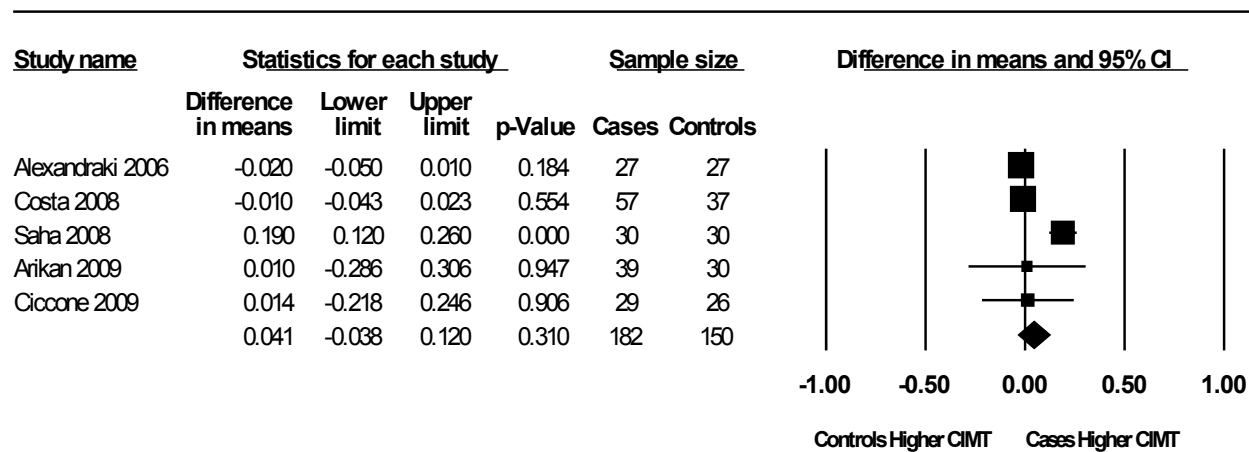 Study name Statistics for each study Sample size Difference in means and 95% CI
Difference in means Lower limit Upper limit p-Value Cases Controls
Alexandraki 2006 -0.020 -0.050 0.010 0.184 27 27
Costa 2008 -0.010 -0.043 0.023 0.554 57 37
Saha 2008 0.190 0.120 0.260 0.000 30 30
Arikan 2009 0.010 -0.286 0.306 0.947 39 30
Ciccone 2009 0.014 -0.218 0.246 0.906 29 26
0.041 -0.038 0.120 0.310 182 150
-1.00 -0.50 0.00 0.50 1.00
Controls Higher CIMT Cases Higher CIMT